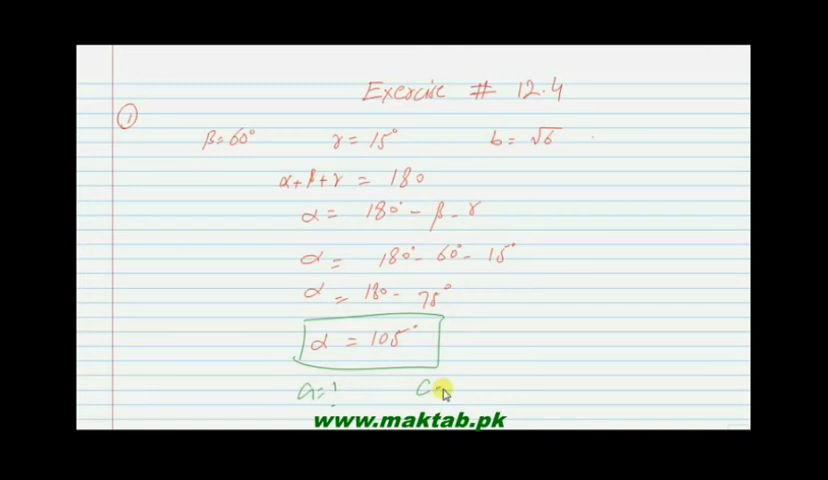 Exercise # 12.4
①
β = 60° γ = 15° b = √6
α + β + γ = 180
α = 180° - β - γ
α = 180° - 60° - 15°
α = 180 - 75°
α = 105°
a = ! c =
www.maktab.pk